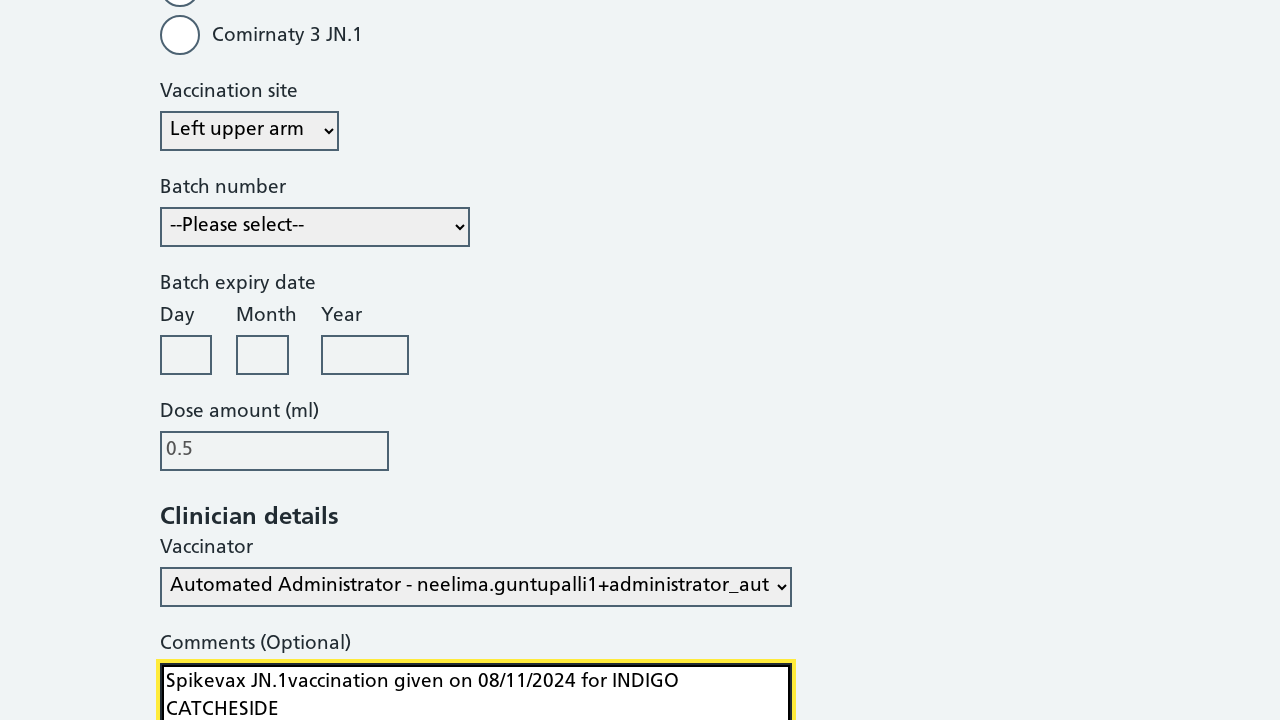 Comirnaty 3 JN.1
Vaccination site
Left upper arm
Batch number
--Please select--
Batch expiry date
Day Month Year
Dose amount (ml)
0.5
Clinician details
Vaccinator
Automated Administrator - neelima.guntupalli1+administrator_aut
Comments (Optional)
Spikevax JN.1vaccination given on 08/11/2024 for INDIGO
CATCHESIDE